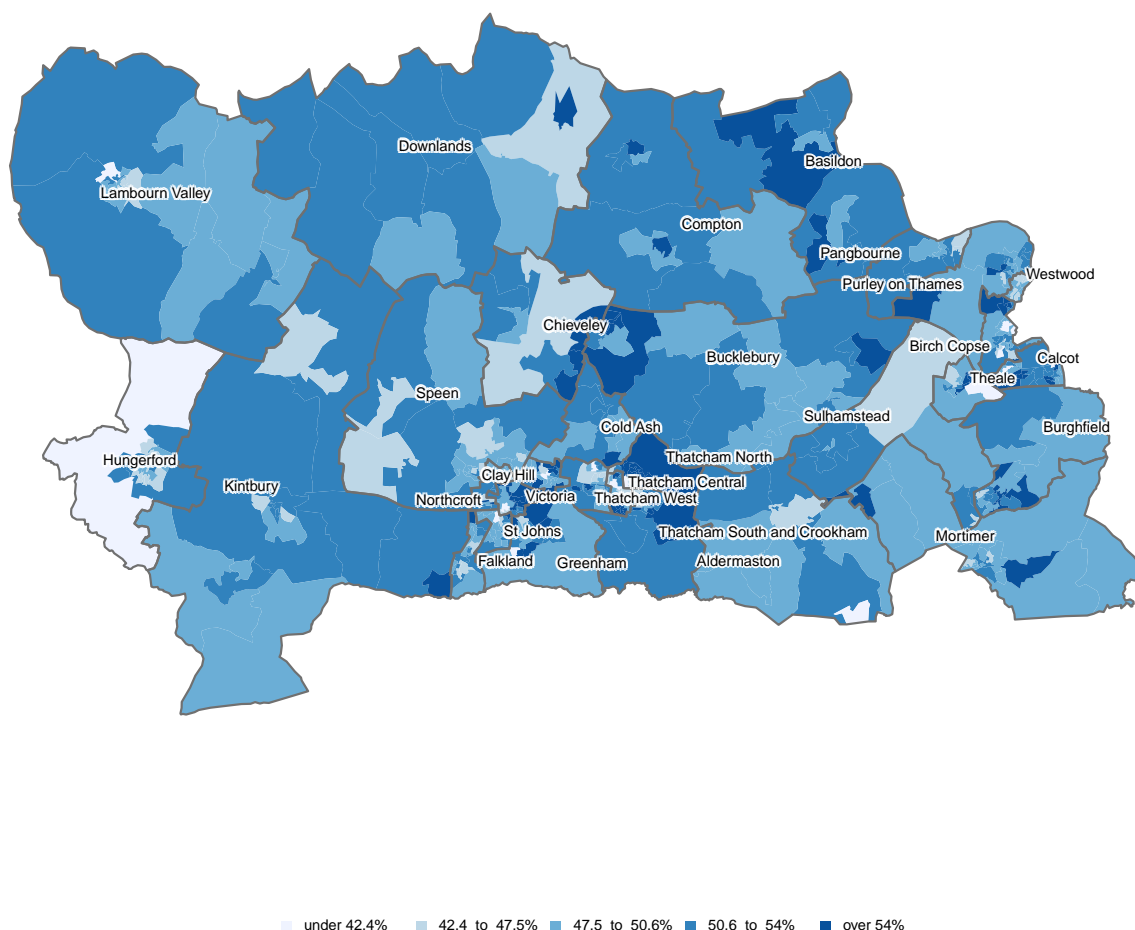 Downlands
Basildon
Lambourn Valley
Compton
Pangbourne
Westwood
Purley on Thames
Chieveley
Birch Copse
Bucklebury
Calcot
Theale
Speen
Sulhamstead
Cold Ash
Burghfield
Thatcham North
Hungerford
Clay Hill
Thatcham Central
Kintbury
Northcroft
Victoria
Thatcham West
St Johns
Thatcham South and Crookham
Mortimer
Falkland
Greenham
Aldermaston
under 42.4% 42.4 to 47.5% 47.5 to 50.6% 50.6 to 54% over 54%